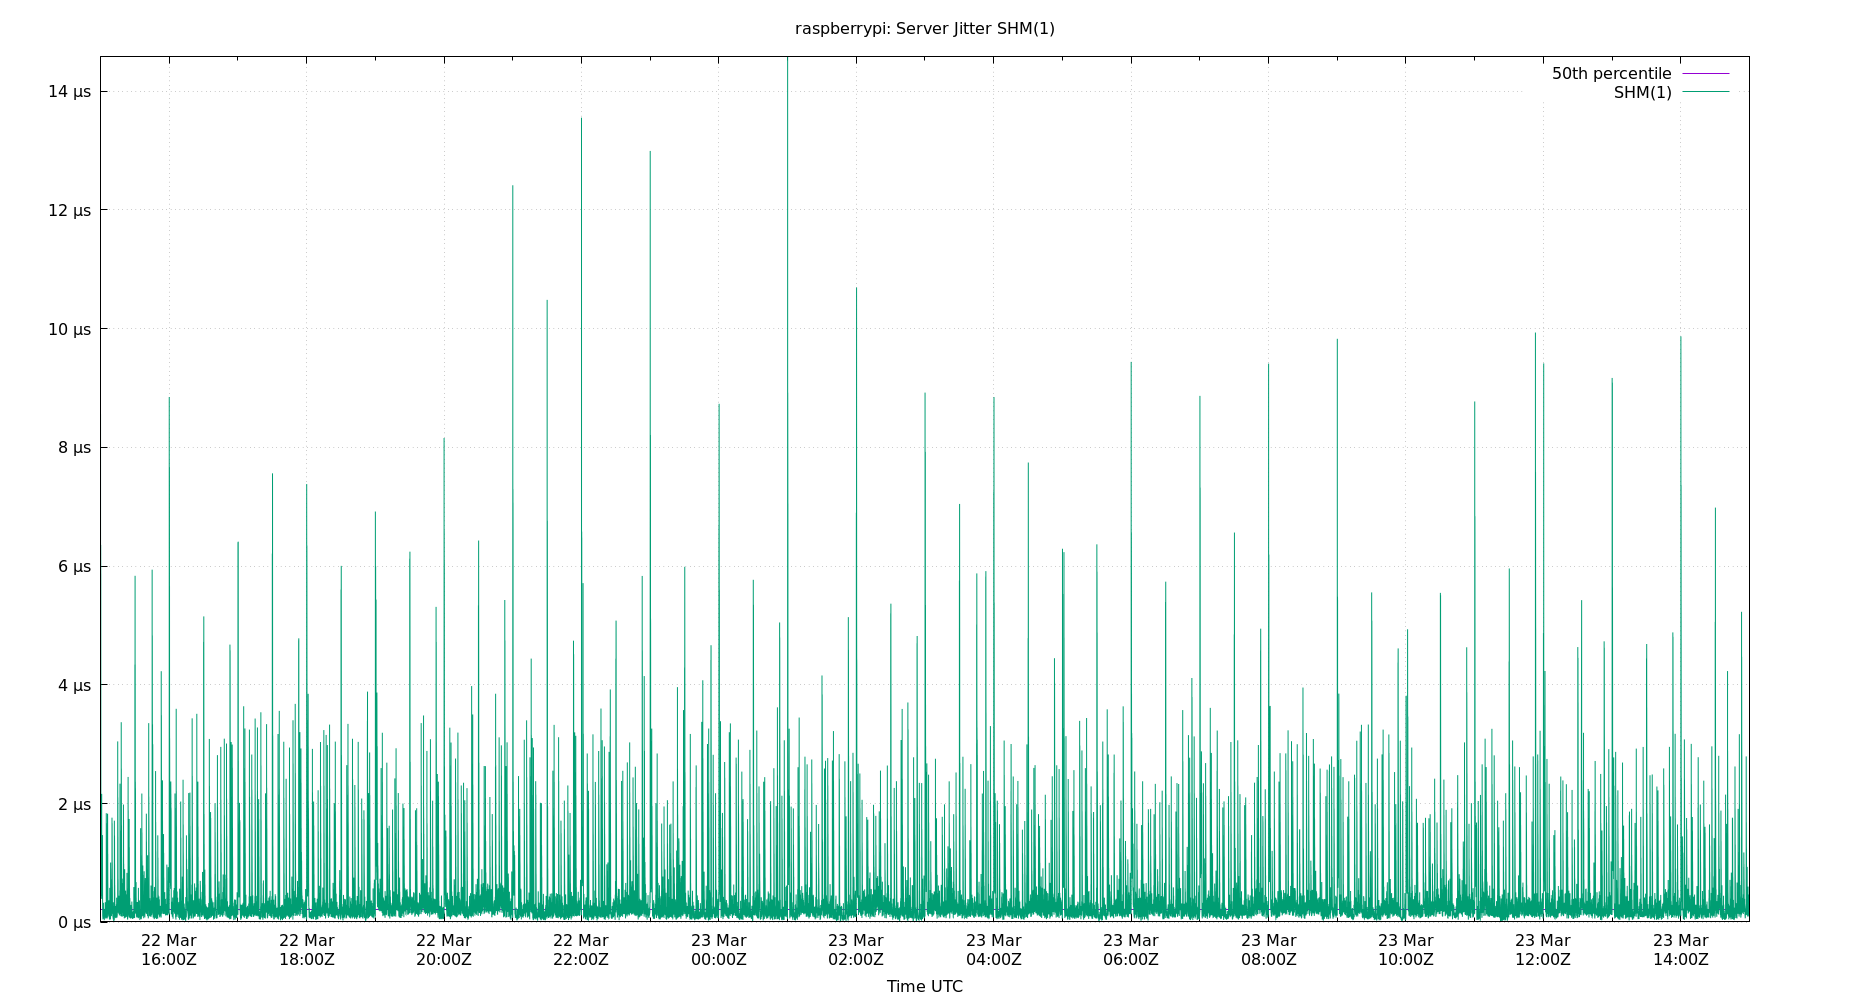 raspberrypi: Server Jitter SHM(1)
50th percentile
SHM(1)
14 µs
12 µs
10 µs
8 µs
6 µs
4 µs
2 µs
0 µs
22 Mar 22 Mar 22 Mar 22 Mar 23 Mar 23 Mar 23 Mar 23 Mar 23 Mar 23 Mar 23 Mar 23 Mar
16:00Z 18:00Z 20:00Z 22:00Z 00:00Z 02:00Z 04:00Z 06:00Z 08:00Z 10:00Z 12:00Z 14:00Z
Time UTC